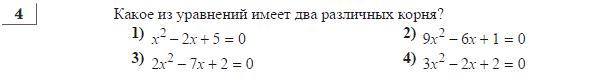 4 Какое из уравнений имеет два различных корня?
1) x² – 2x + 5 = 0 2) 9x² – 6x + 1 = 0
3) 2x² – 7x + 2 = 0 4) 3x² – 2x + 2 = 0